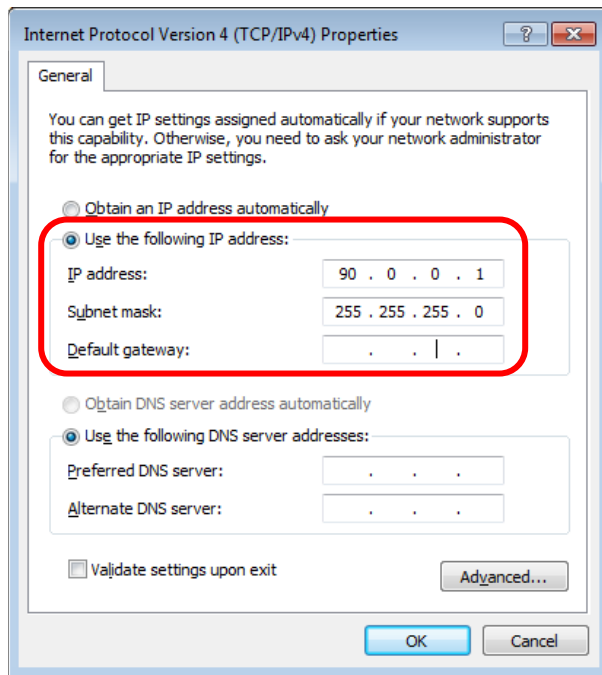 Internet Protocol Version 4 (TCP/IPv4) Properties
General
You can get IP settings assigned automatically if your network supports
this capability. Otherwise, you need to ask your network administrator
for the appropriate IP settings.
Obtain an IP address automatically
Use the following IP address:
IP address: 90 . 0 . 0 . 1
Subnet mask: 255 . 255 . 255 . 0
Default gateway: . . .
Obtain DNS server address automatically
Use the following DNS server addresses:
Preferred DNS server: . . .
Alternate DNS server: . . .
Validate settings upon exit
Advanced...
OK Cancel